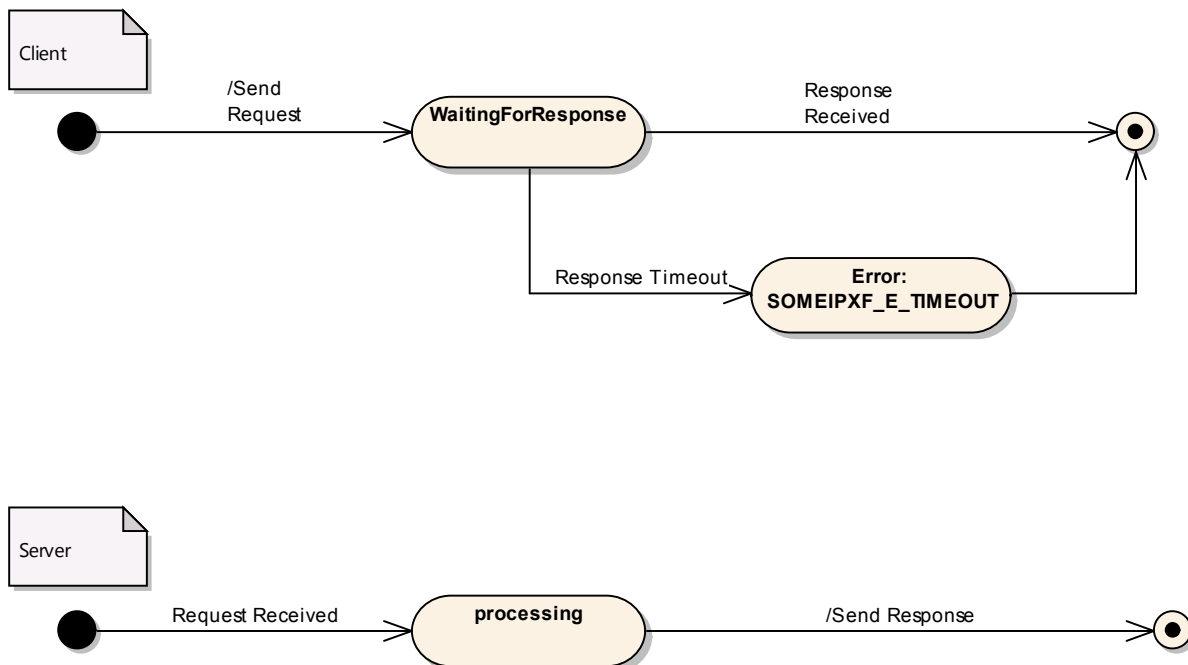 Client
/Send
Request
WaitingForResponse
Response
Received
Response Timeout
Error:
SOMEIPXF_E_TIMEOUT
Server
Request Received
processing
/Send Response